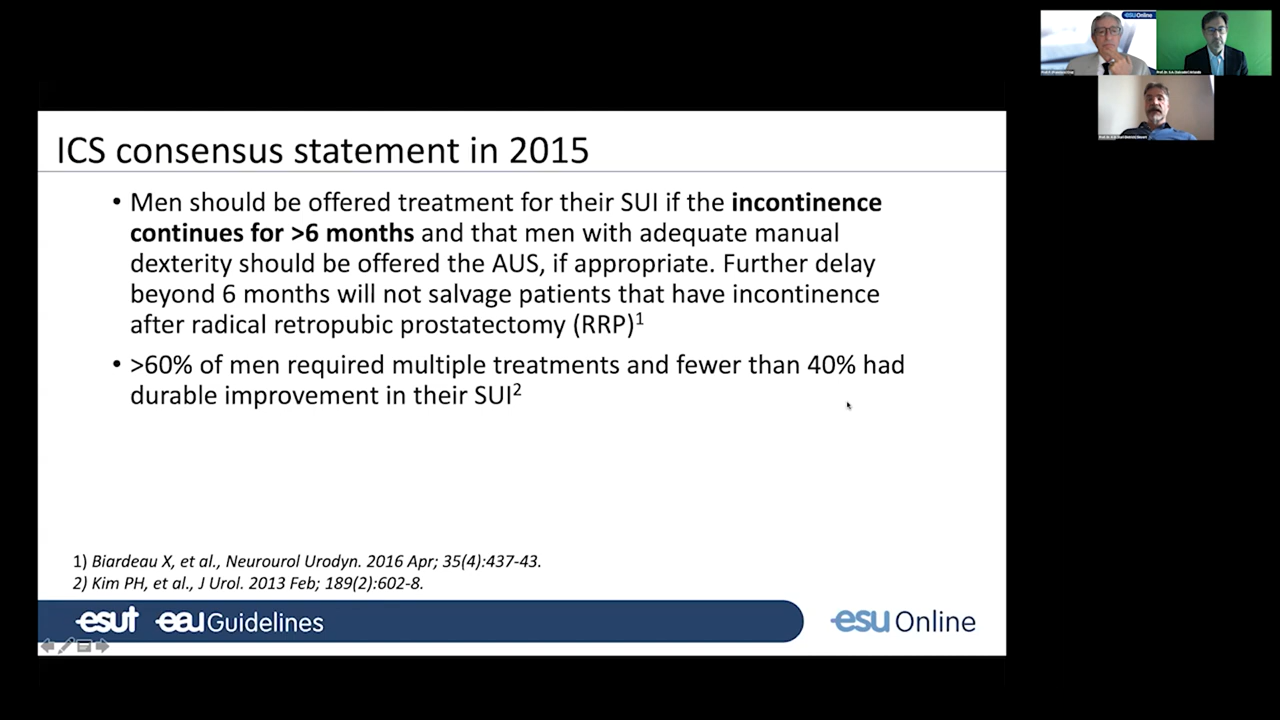 esu Online
ICS consensus statement in 2015
• Men should be offered treatment for their SUI if the incontinence
continues for >6 months and that men with adequate manual
dexterity should be offered the AUS, if appropriate. Further delay
beyond 6 months will not salvage patients that have incontinence
after radical retropubic prostatectomy (RRP)1
• >60% of men required multiple treatments and fewer than 40% had
durable improvement in their SUI2
1) Biardeau X, et al., Neurourol Urodyn. 2016 Apr; 35(4):437-43.
2) Kim PH, et al., J Urol. 2013 Feb; 189(2):602-8.
esut eau Guidelines
esu Online